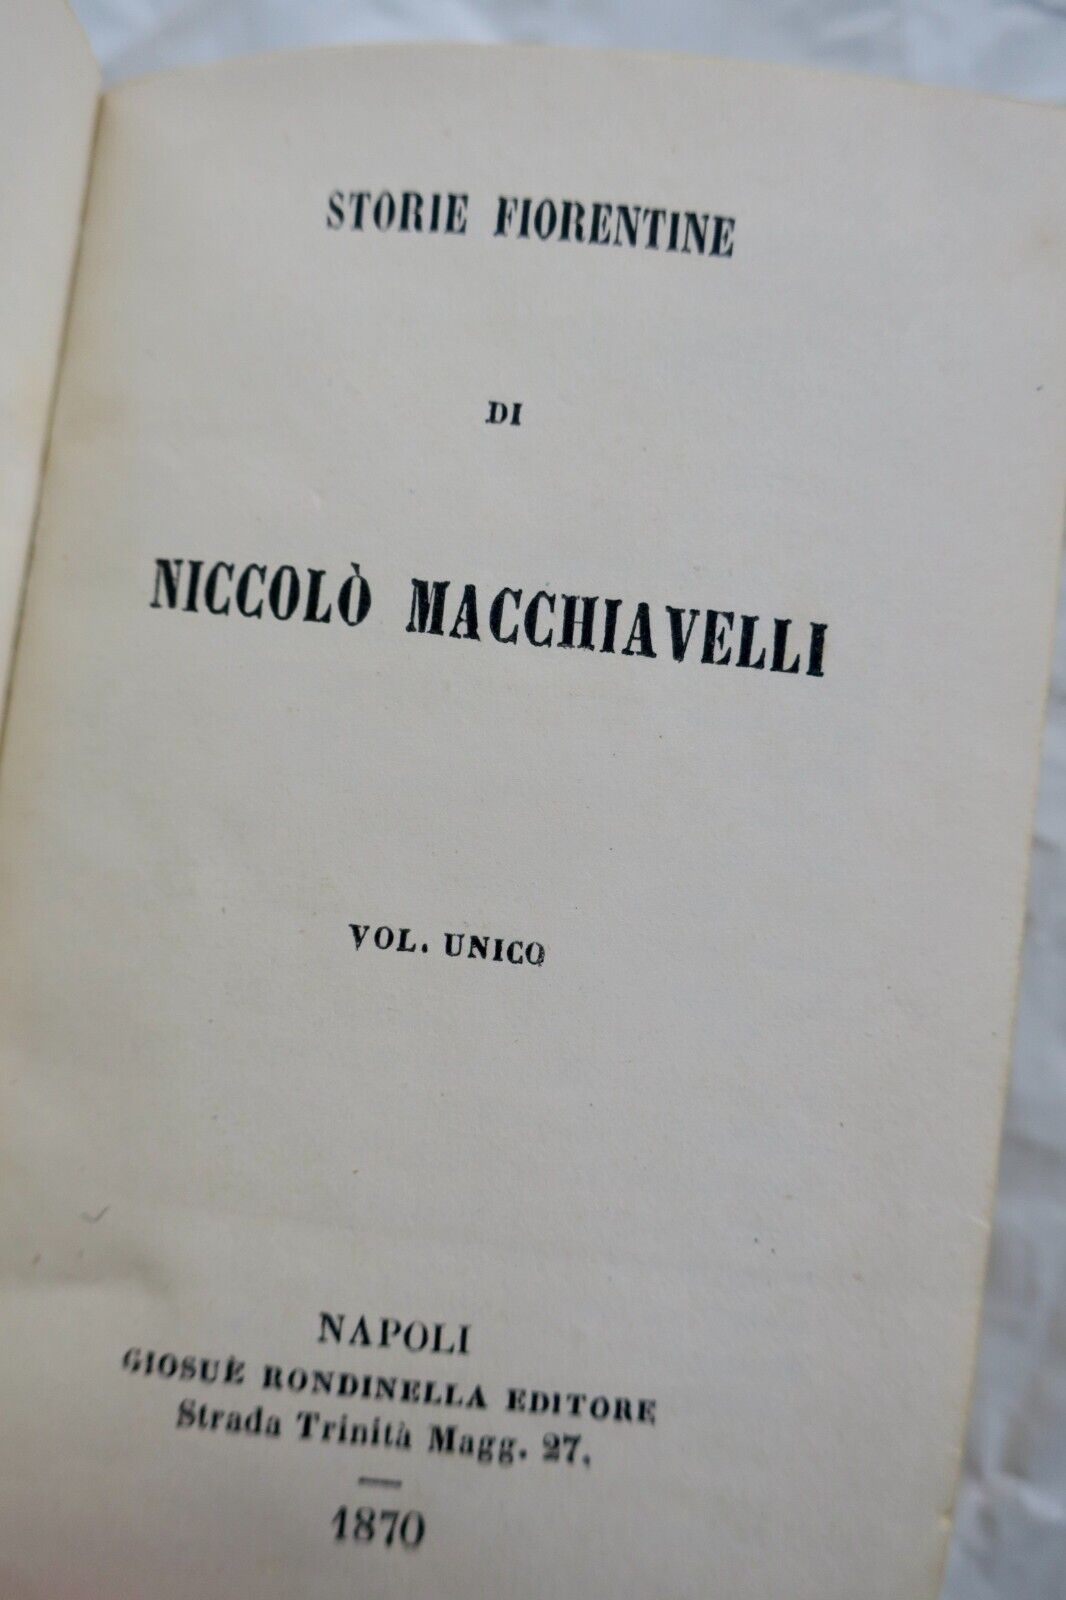 STORIE FIORENTINE
DI
NICCOLÒ MACCHIAVELLI
VOL. UNICO
NAPOLI
GIOSUÈ RONDINELLA EDITORE
Strada Trinità Magg. 27.
1870